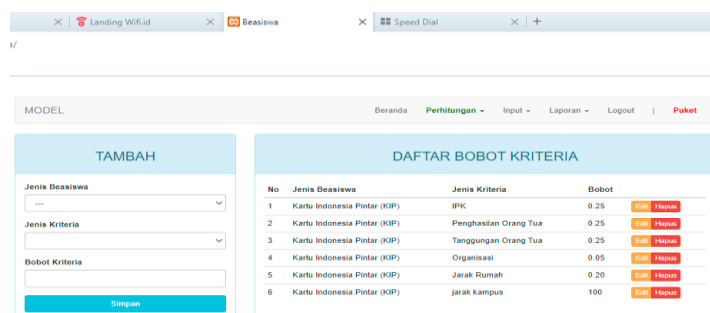 Landing Wifi.id Beasiswa Speed Dial
/
MODEL Beranda Perhitungan Input Laporan Logout | Puket
TAMBAH
Jenis Beasiswa
---
Jenis Kriteria
Bobot Kriteria
Simpan
DAFTAR BOBOT KRITERIA
No Jenis Beasiswa Jenis Kriteria Bobot
1 Kartu Indonesia Pintar (KIP) IPK 0.25 Edit Hapus
2 Kartu Indonesia Pintar (KIP) Penghasilan Orang Tua 0.25 Edit Hapus
3 Kartu Indonesia Pintar (KIP) Tanggungan Orang Tua 0.25 Edit Hapus
4 Kartu Indonesia Pintar (KIP) Organisasi 0.05 Edit Hapus
5 Kartu Indonesia Pintar (KIP) Jarak Rumah 0.20 Edit Hapus
6 Kartu Indonesia Pintar (KIP) jarak kampus 100 Edit Hapus